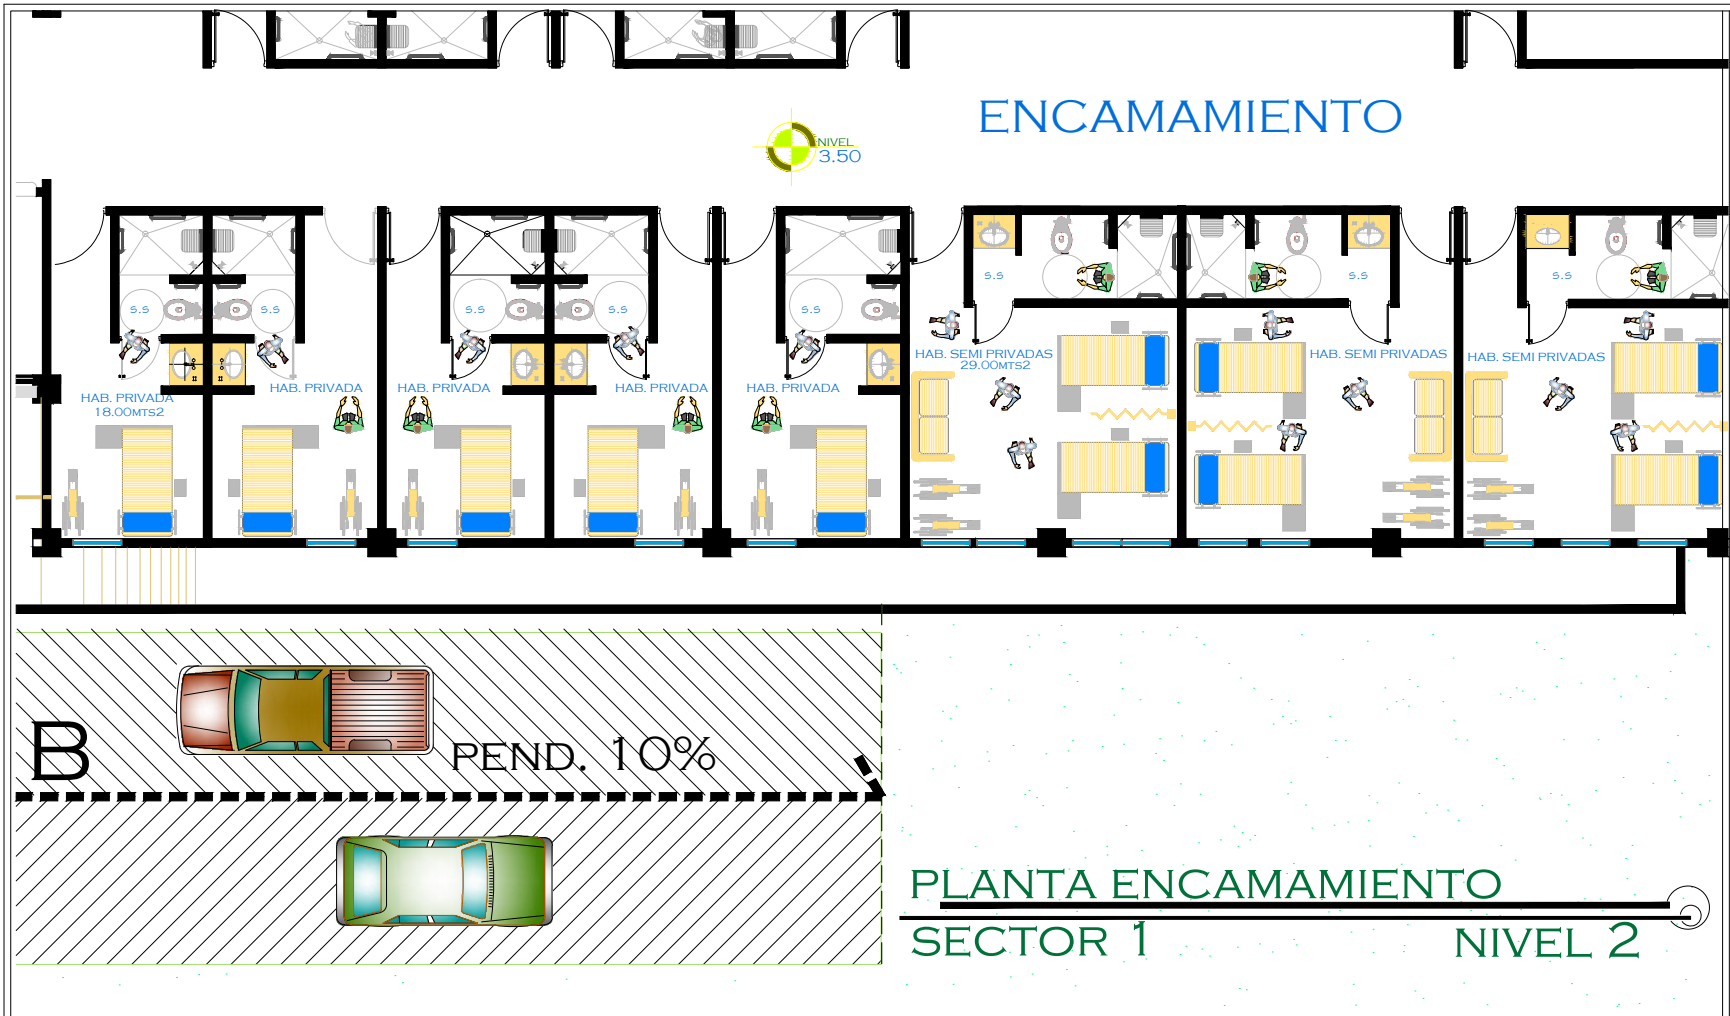 ENCAMAMIENTO
NIVEL
3.50
S.S
S.S
S.S
S.S
S.S
S.S
S.S
S.S
HAB. PRIVADA
18.00MTS2
HAB. PRIVADA
HAB. PRIVADA
HAB. PRIVADA
HAB. PRIVADA
HAB. SEMI PRIVADAS
29.00MTS2
HAB. SEMI PRIVADAS
HAB. SEMI PRIVADAS
B
PEND. 10%
PLANTA ENCAMAMIENTO
SECTOR 1
NIVEL 2